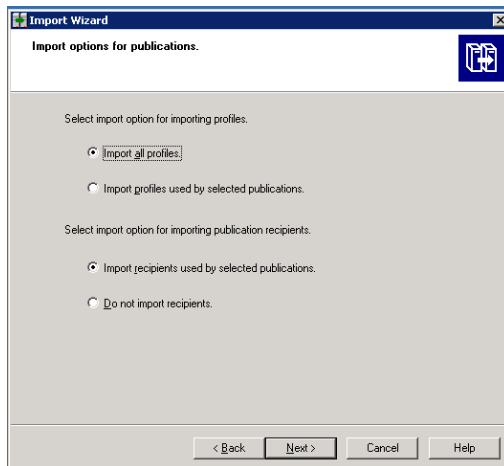 Import Wizard
Import options for publications.
Select import option for importing profiles.
Import all profiles.
Import profiles used by selected publications.
Select import option for importing publication recipients.
Import recipients used by selected publications.
Do not import recipients.
< Back Next > Cancel Help